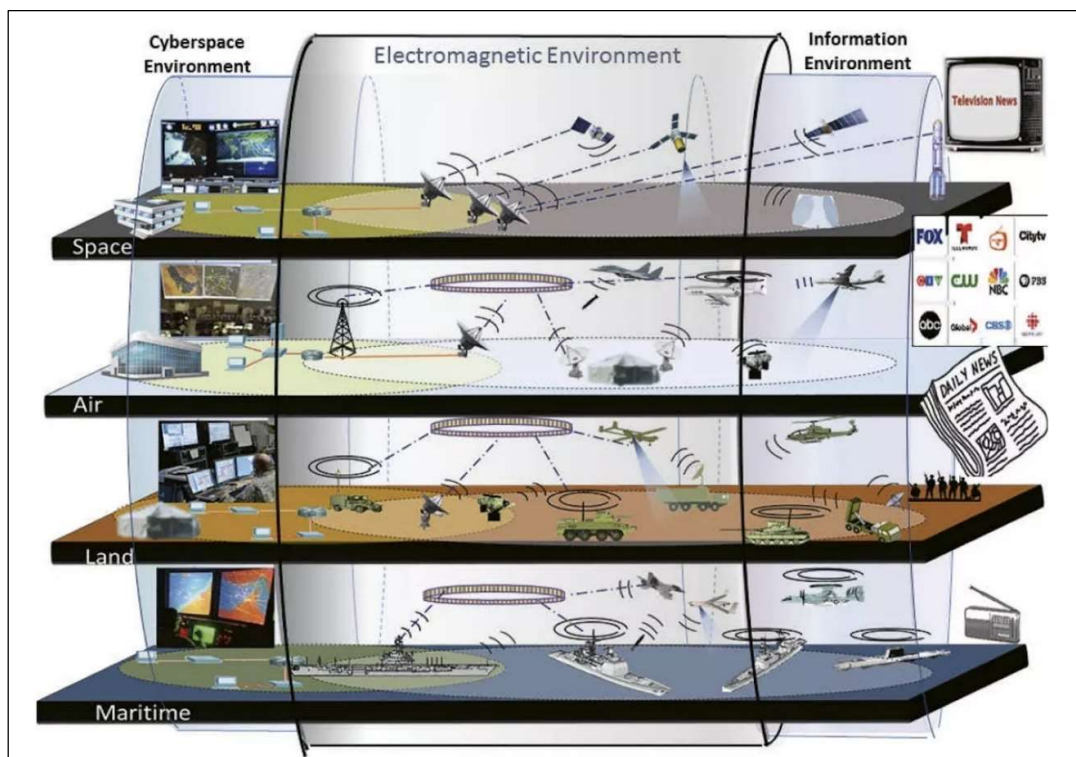 Cyberspace
Environment
Electromagnetic Environment
Information
Environment
Television News
Space
FOX
Citytv
CTV
CW
NBC
PBS
abc
Global
CBS
Air
DAILY NEWS
Land
Maritime